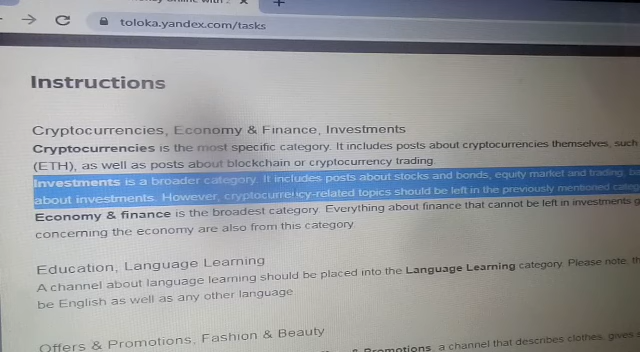 toloka.yandex.com/tasks
Instructions
Cryptocurrencies, Economy & Finance, Investments
Cryptocurrencies is the most specific category. It includes posts about cryptocurrencies themselves, such
(ETH), as well as posts about blockchain or cryptocurrency trading.
Investments is a broader category. It includes posts about stocks and bonds, equity market and trading,
about investments. However, cryptocurrency-related topics should be left in the previously mentioned
Economy & finance is the broadest category. Everything about finance that cannot be left in investments
concerning the economy are also from this category.
Education, Language Learning
A channel about language learning should be placed into the Language Learning category. Please note,
be English as well as any other language
Offers & Promotions, Fashion & Beauty
Promotions, a channel that describes clothes, gives